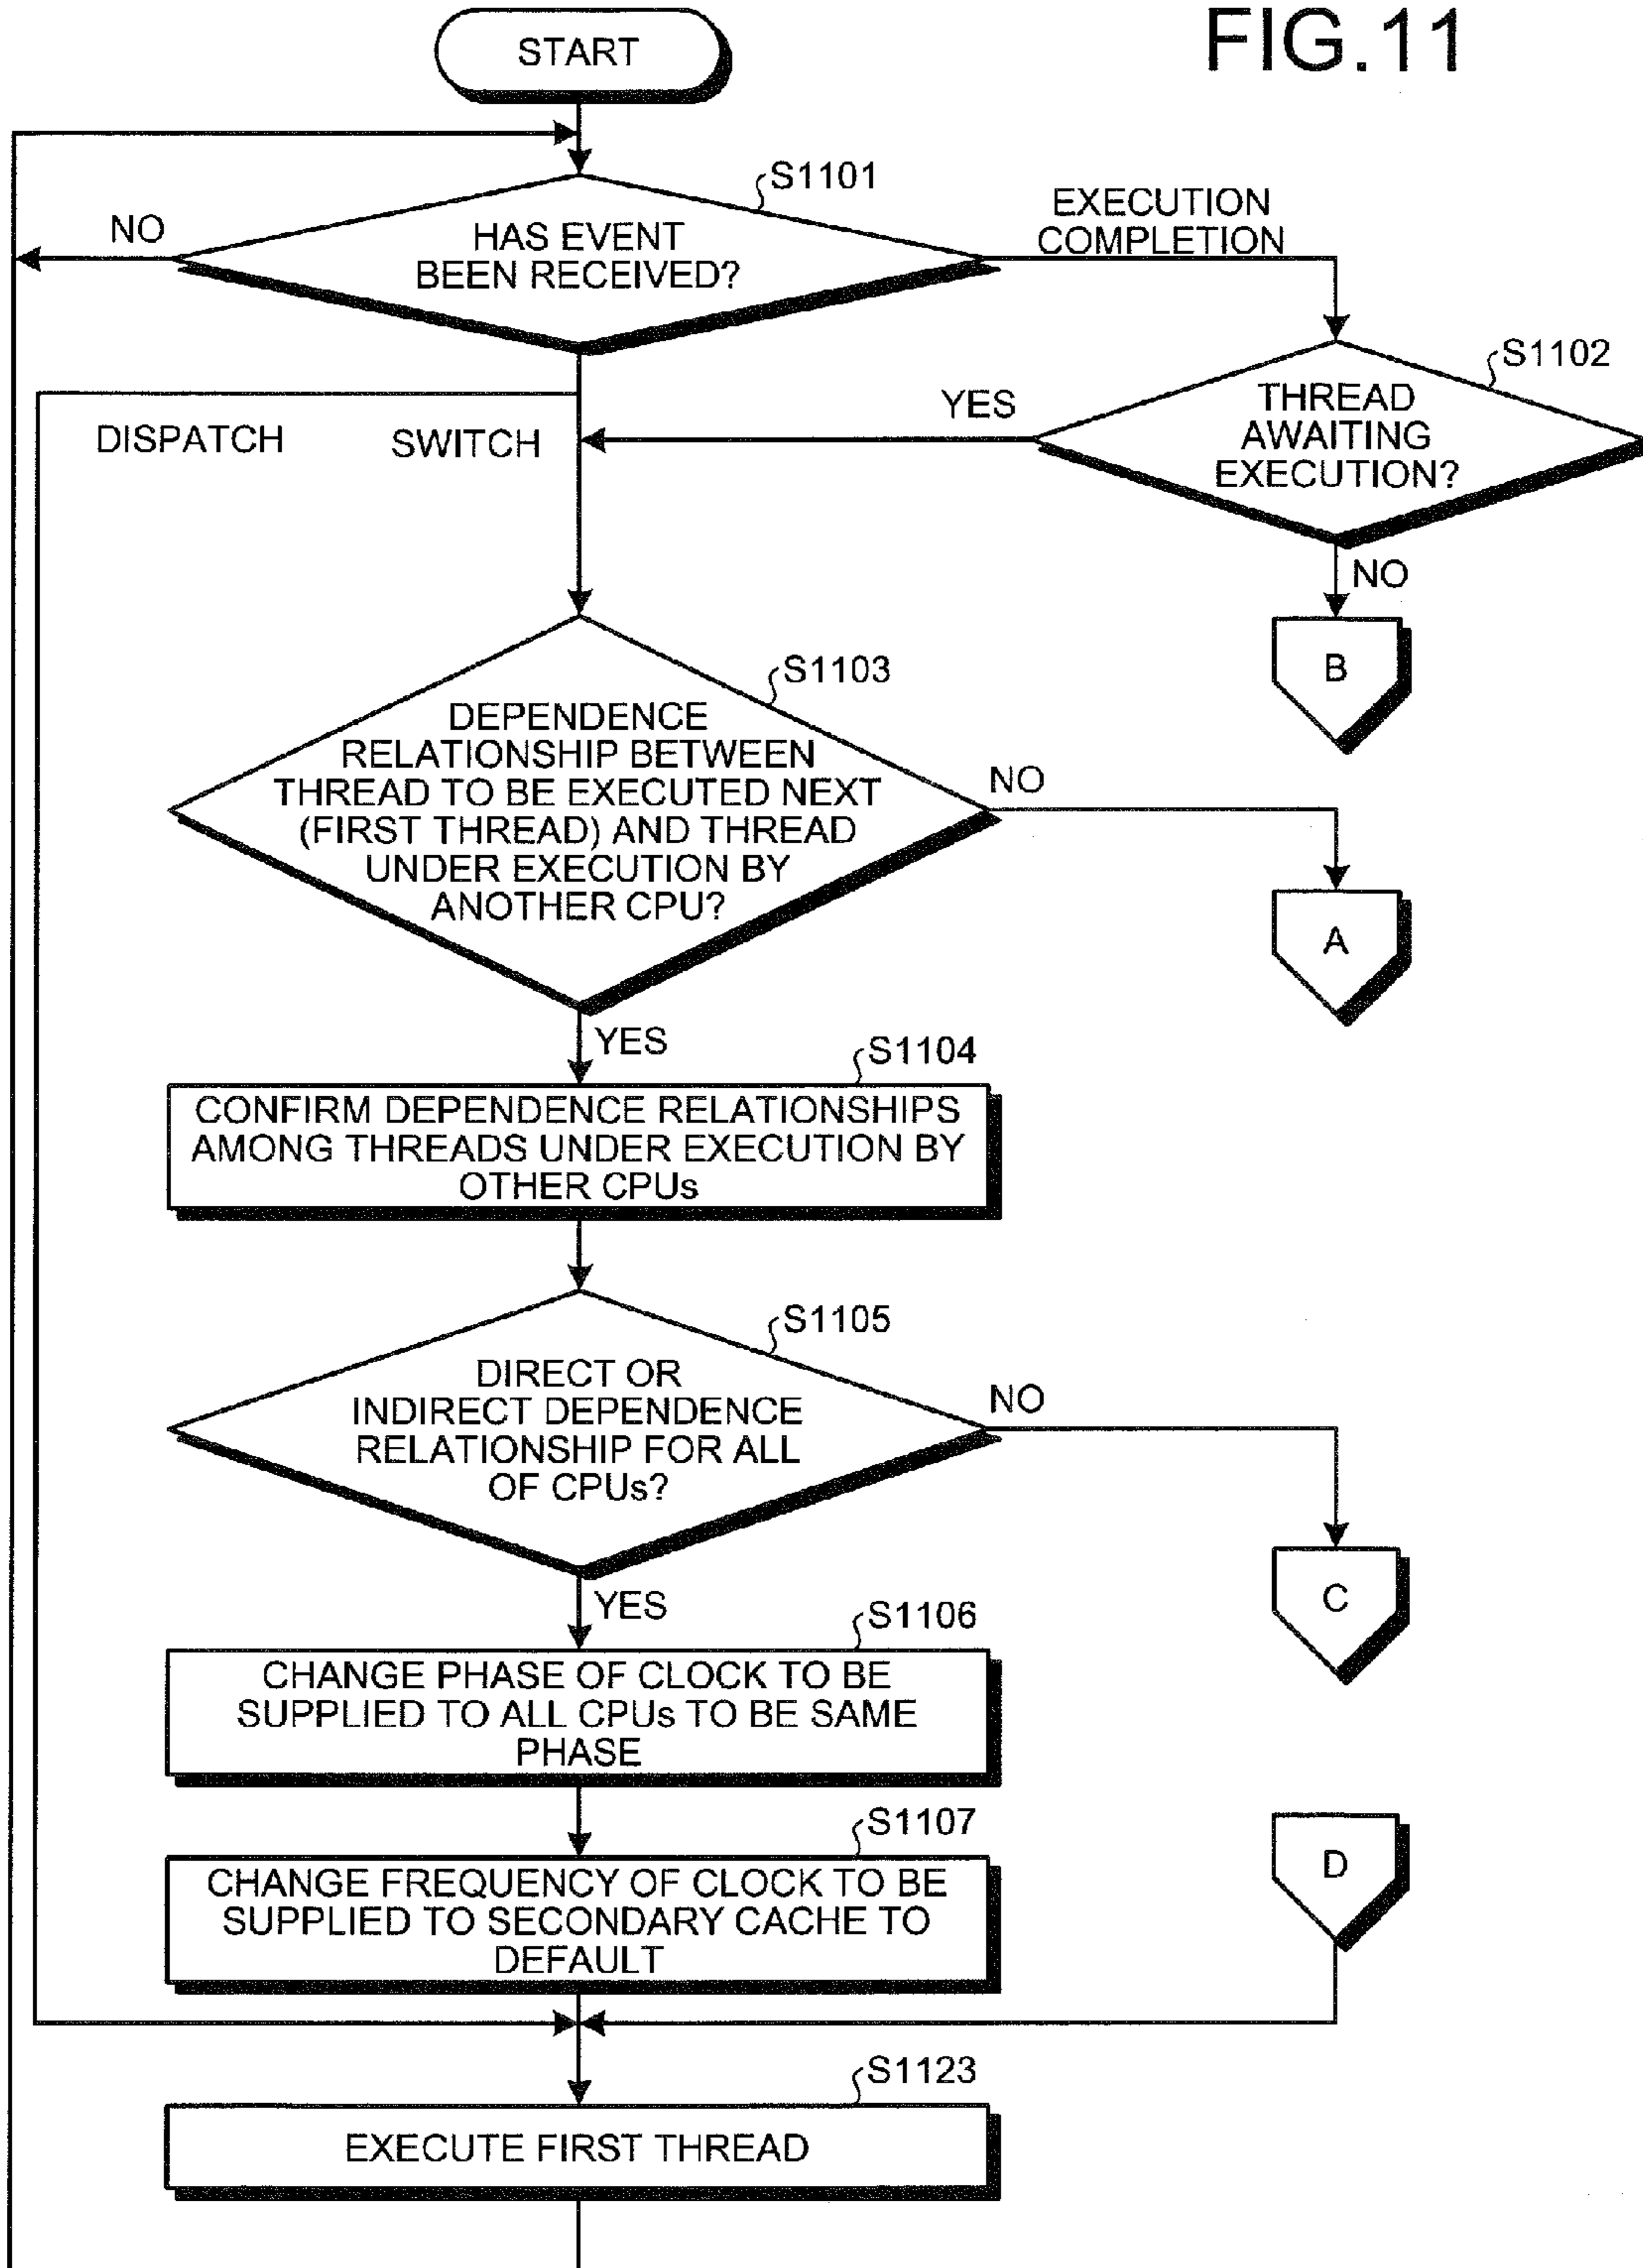 FIG.11
START
S1101
NO
HAS EVENT
BEEN RECEIVED?
EXECUTION
COMPLETION
S1102
THREAD
AWAITING
EXECUTION?
YES
DISPATCH
SWITCH
NO
B
S1103
DEPENDENCE
RELATIONSHIP BETWEEN
THREAD TO BE EXECUTED NEXT
(FIRST THREAD) AND THREAD
UNDER EXECUTION BY
ANOTHER CPU?
NO
A
YES
S1104
CONFIRM DEPENDENCE RELATIONSHIPS
AMONG THREADS UNDER EXECUTION BY
OTHER CPUs
S1105
DIRECT OR
INDIRECT DEPENDENCE
RELATIONSHIP FOR ALL
OF CPUs?
NO
C
YES
S1106
CHANGE PHASE OF CLOCK TO BE
SUPPLIED TO ALL CPUs TO BE SAME
PHASE
S1107
CHANGE FREQUENCY OF CLOCK TO BE
SUPPLIED TO SECONDARY CACHE TO
DEFAULT
D
S1123
EXECUTE FIRST THREAD